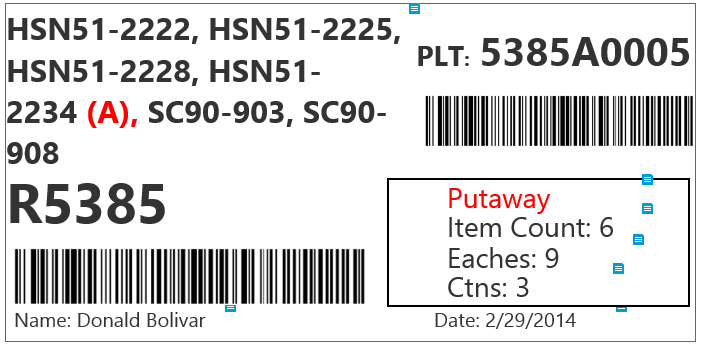 HSN51-2222, HSN51-2225,
HSN51-2228, HSN51-
2234 (A), SC90-903, SC90-
908
PLT: 5385A0005
R5385
Putaway
Item Count: 6
Eaches: 9
Ctns: 3
Name: Donald Bolivar
Date: 2/29/2014